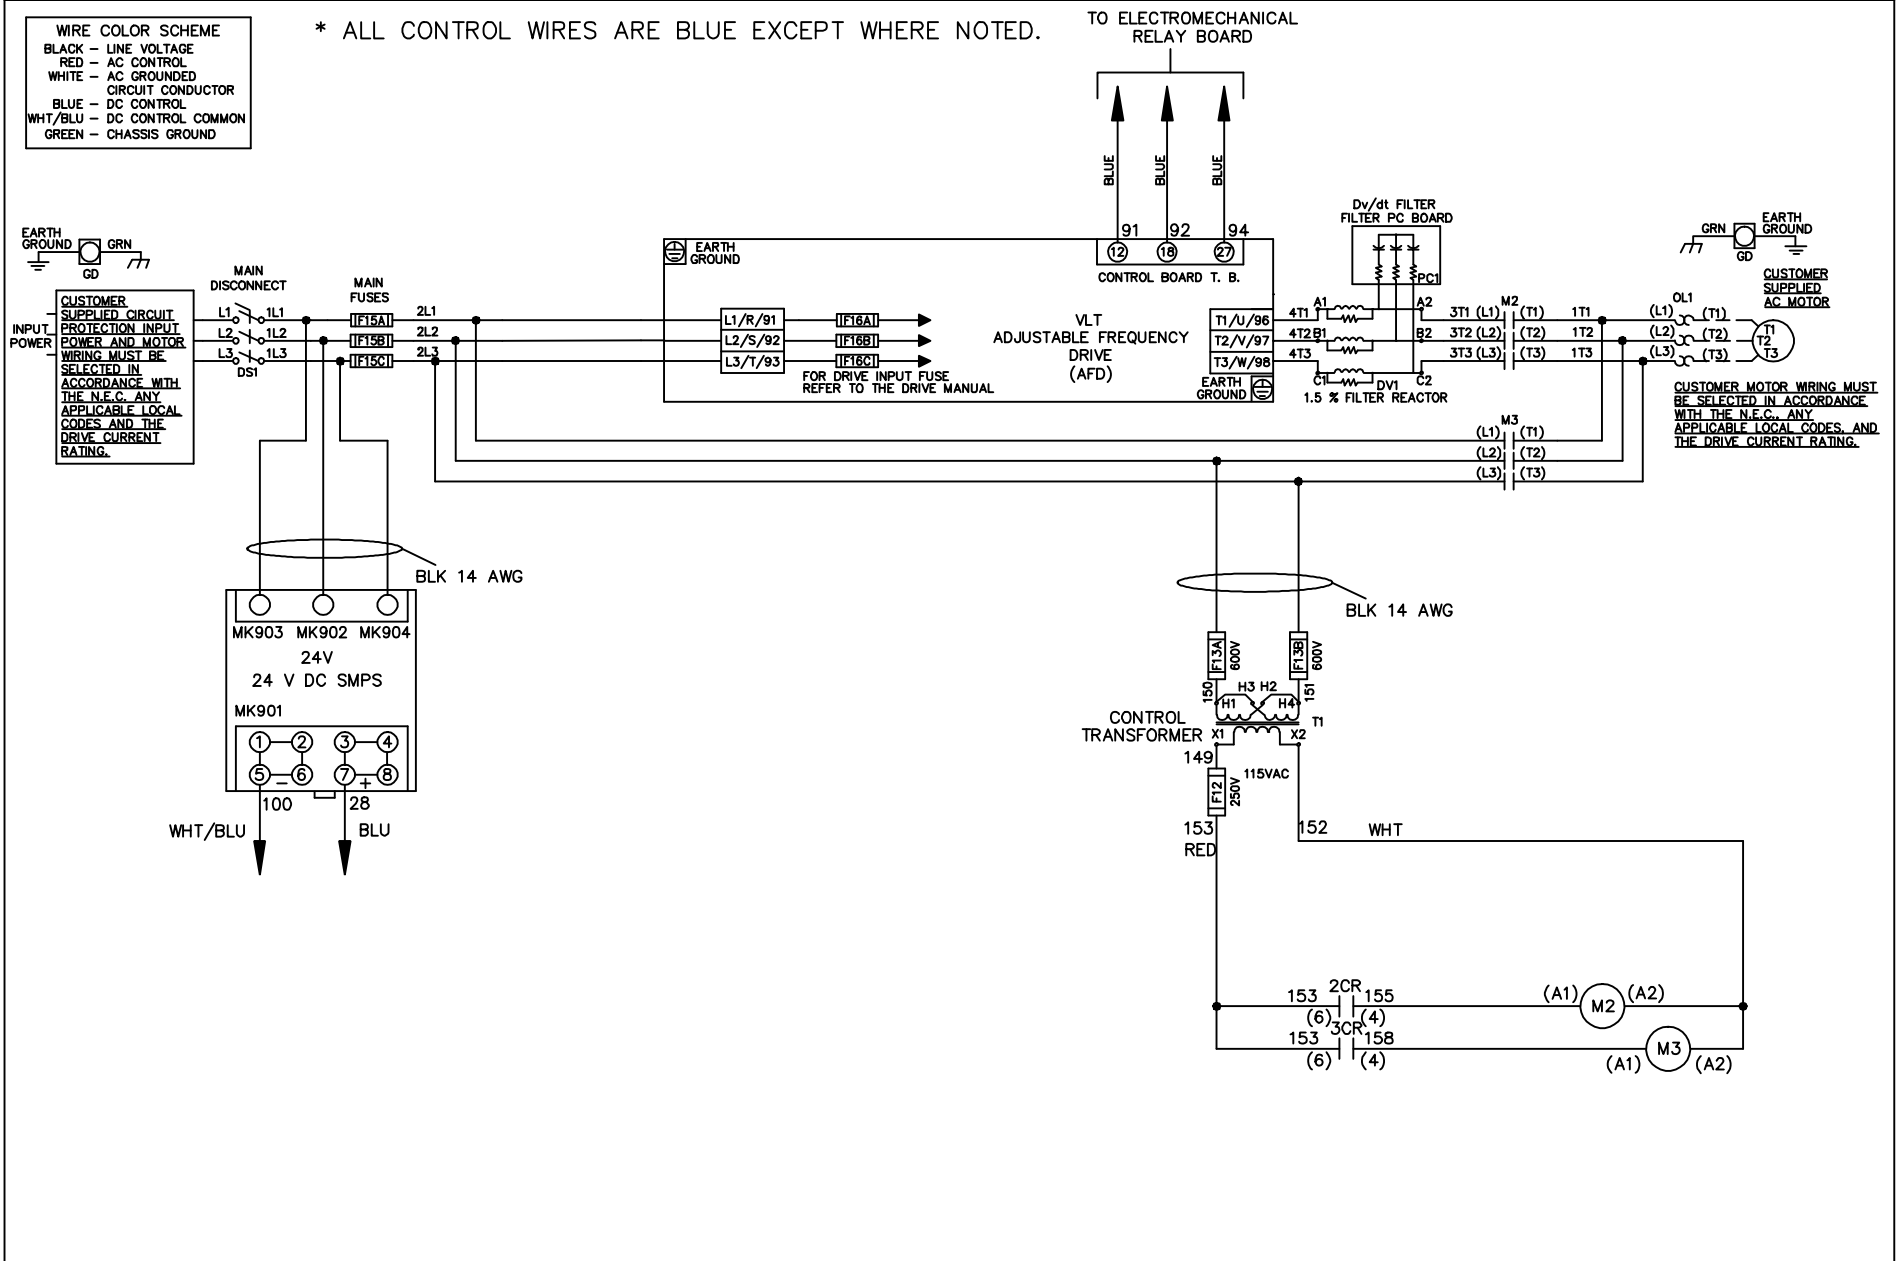 WIRE COLOR SCHEME
BLACK – LINE VOLTAGE
RED – AC CONTROL
WHITE – AC GROUNDED
CIRCUIT CONDUCTOR
BLUE – DC CONTROL
WHT/BLU – DC CONTROL COMMON
GREEN – CHASSIS GROUND
* ALL CONTROL WIRES ARE BLUE EXCEPT WHERE NOTED.
TO ELECTROMECHANICAL
RELAY BOARD
BLUE
BLUE
BLUE
91
92
94
12
18
27
CONTROL BOARD T. B.
EARTH
GROUND
GRN
GD
INPUT
POWER
CUSTOMER
SUPPLIED CIRCUIT
PROTECTION INPUT
POWER AND MOTOR
WIRING MUST BE
SELECTED IN
ACCORDANCE WITH
THE N.E.C. ANY
APPLICABLE LOCAL
CODES AND THE
DRIVE CURRENT
RATING.
MAIN
DISCONNECT
L1
1L1
L2
1L2
L3
1L3
DS1
MAIN
FUSES
F15A
F15B
F15C
2L1
2L2
2L3
EARTH
GROUND
L1/R/91
L2/S/92
L3/T/93
F16A
F16B
F16C
FOR DRIVE INPUT FUSE
REFER TO THE DRIVE MANUAL
VLT
ADJUSTABLE FREQUENCY
DRIVE
(AFD)
T1/U/96
T2/V/97
T3/W/98
EARTH
GROUND
4T1
4T2
4T3
A1
B1
C1
A2
B2
C2
DV1
1.5 % FILTER REACTOR
Dv/dt FILTER
FILTER PC BOARD
PC1
M2
3T1 (L1) (T1) 1T1
3T2 (L2) (T2) 1T2
3T3 (L3) (T3) 1T3
M3
(L1) (T1)
(L2) (T2)
(L3) (T3)
OL1
(L1) (T1)
(L2) (T2)
(L3) (T3)
GRN
GD
EARTH
GROUND
CUSTOMER
SUPPLIED
AC MOTOR
T1
T2
T3
CUSTOMER MOTOR WIRING MUST
BE SELECTED IN ACCORDANCE
WITH THE N.E.C., ANY
APPLICABLE LOCAL CODES, AND
THE DRIVE CURRENT RATING.
BLK 14 AWG
MK903 MK902 MK904
24V
24 V DC SMPS
MK901
1
2
3
4
5
6
7
8
–
+
100
28
WHT/BLU
BLU
BLK 14 AWG
F13A
600V
F13B
600V
150
151
H3 H2
H1
H4
T1
CONTROL
TRANSFORMER
X1
X2
149
115VAC
F12
250V
153
RED
152
WHT
2CR
153
155
(6)
(4)
(A1)
M2
(A2)
3CR
153
158
(6)
(4)
(A1)
M3
(A2)